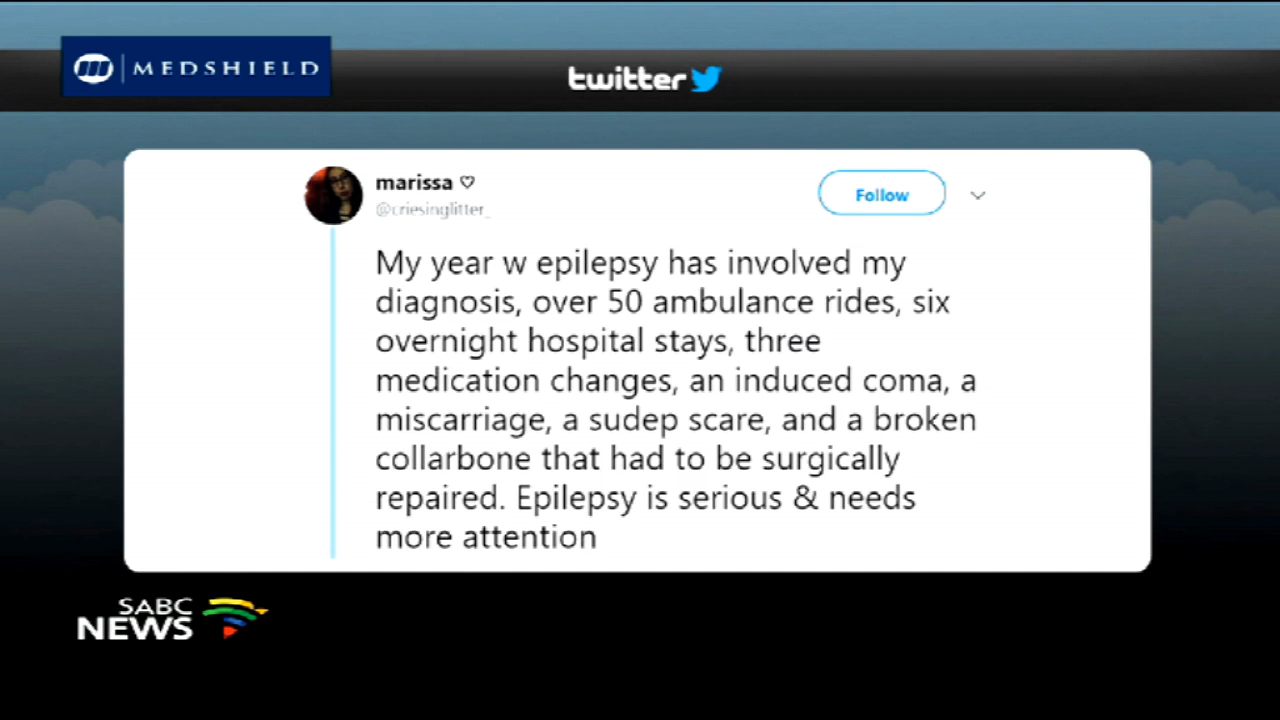 MEDSHIELD
twitter
marissa ♡
@criesinglitter_
Follow
My year w epilepsy has involved my
diagnosis, over 50 ambulance rides, six
overnight hospital stays, three
medication changes, an induced coma, a
miscarriage, a sudep scare, and a broken
collarbone that had to be surgically
repaired. Epilepsy is serious & needs
more attention
SABC
NEWS